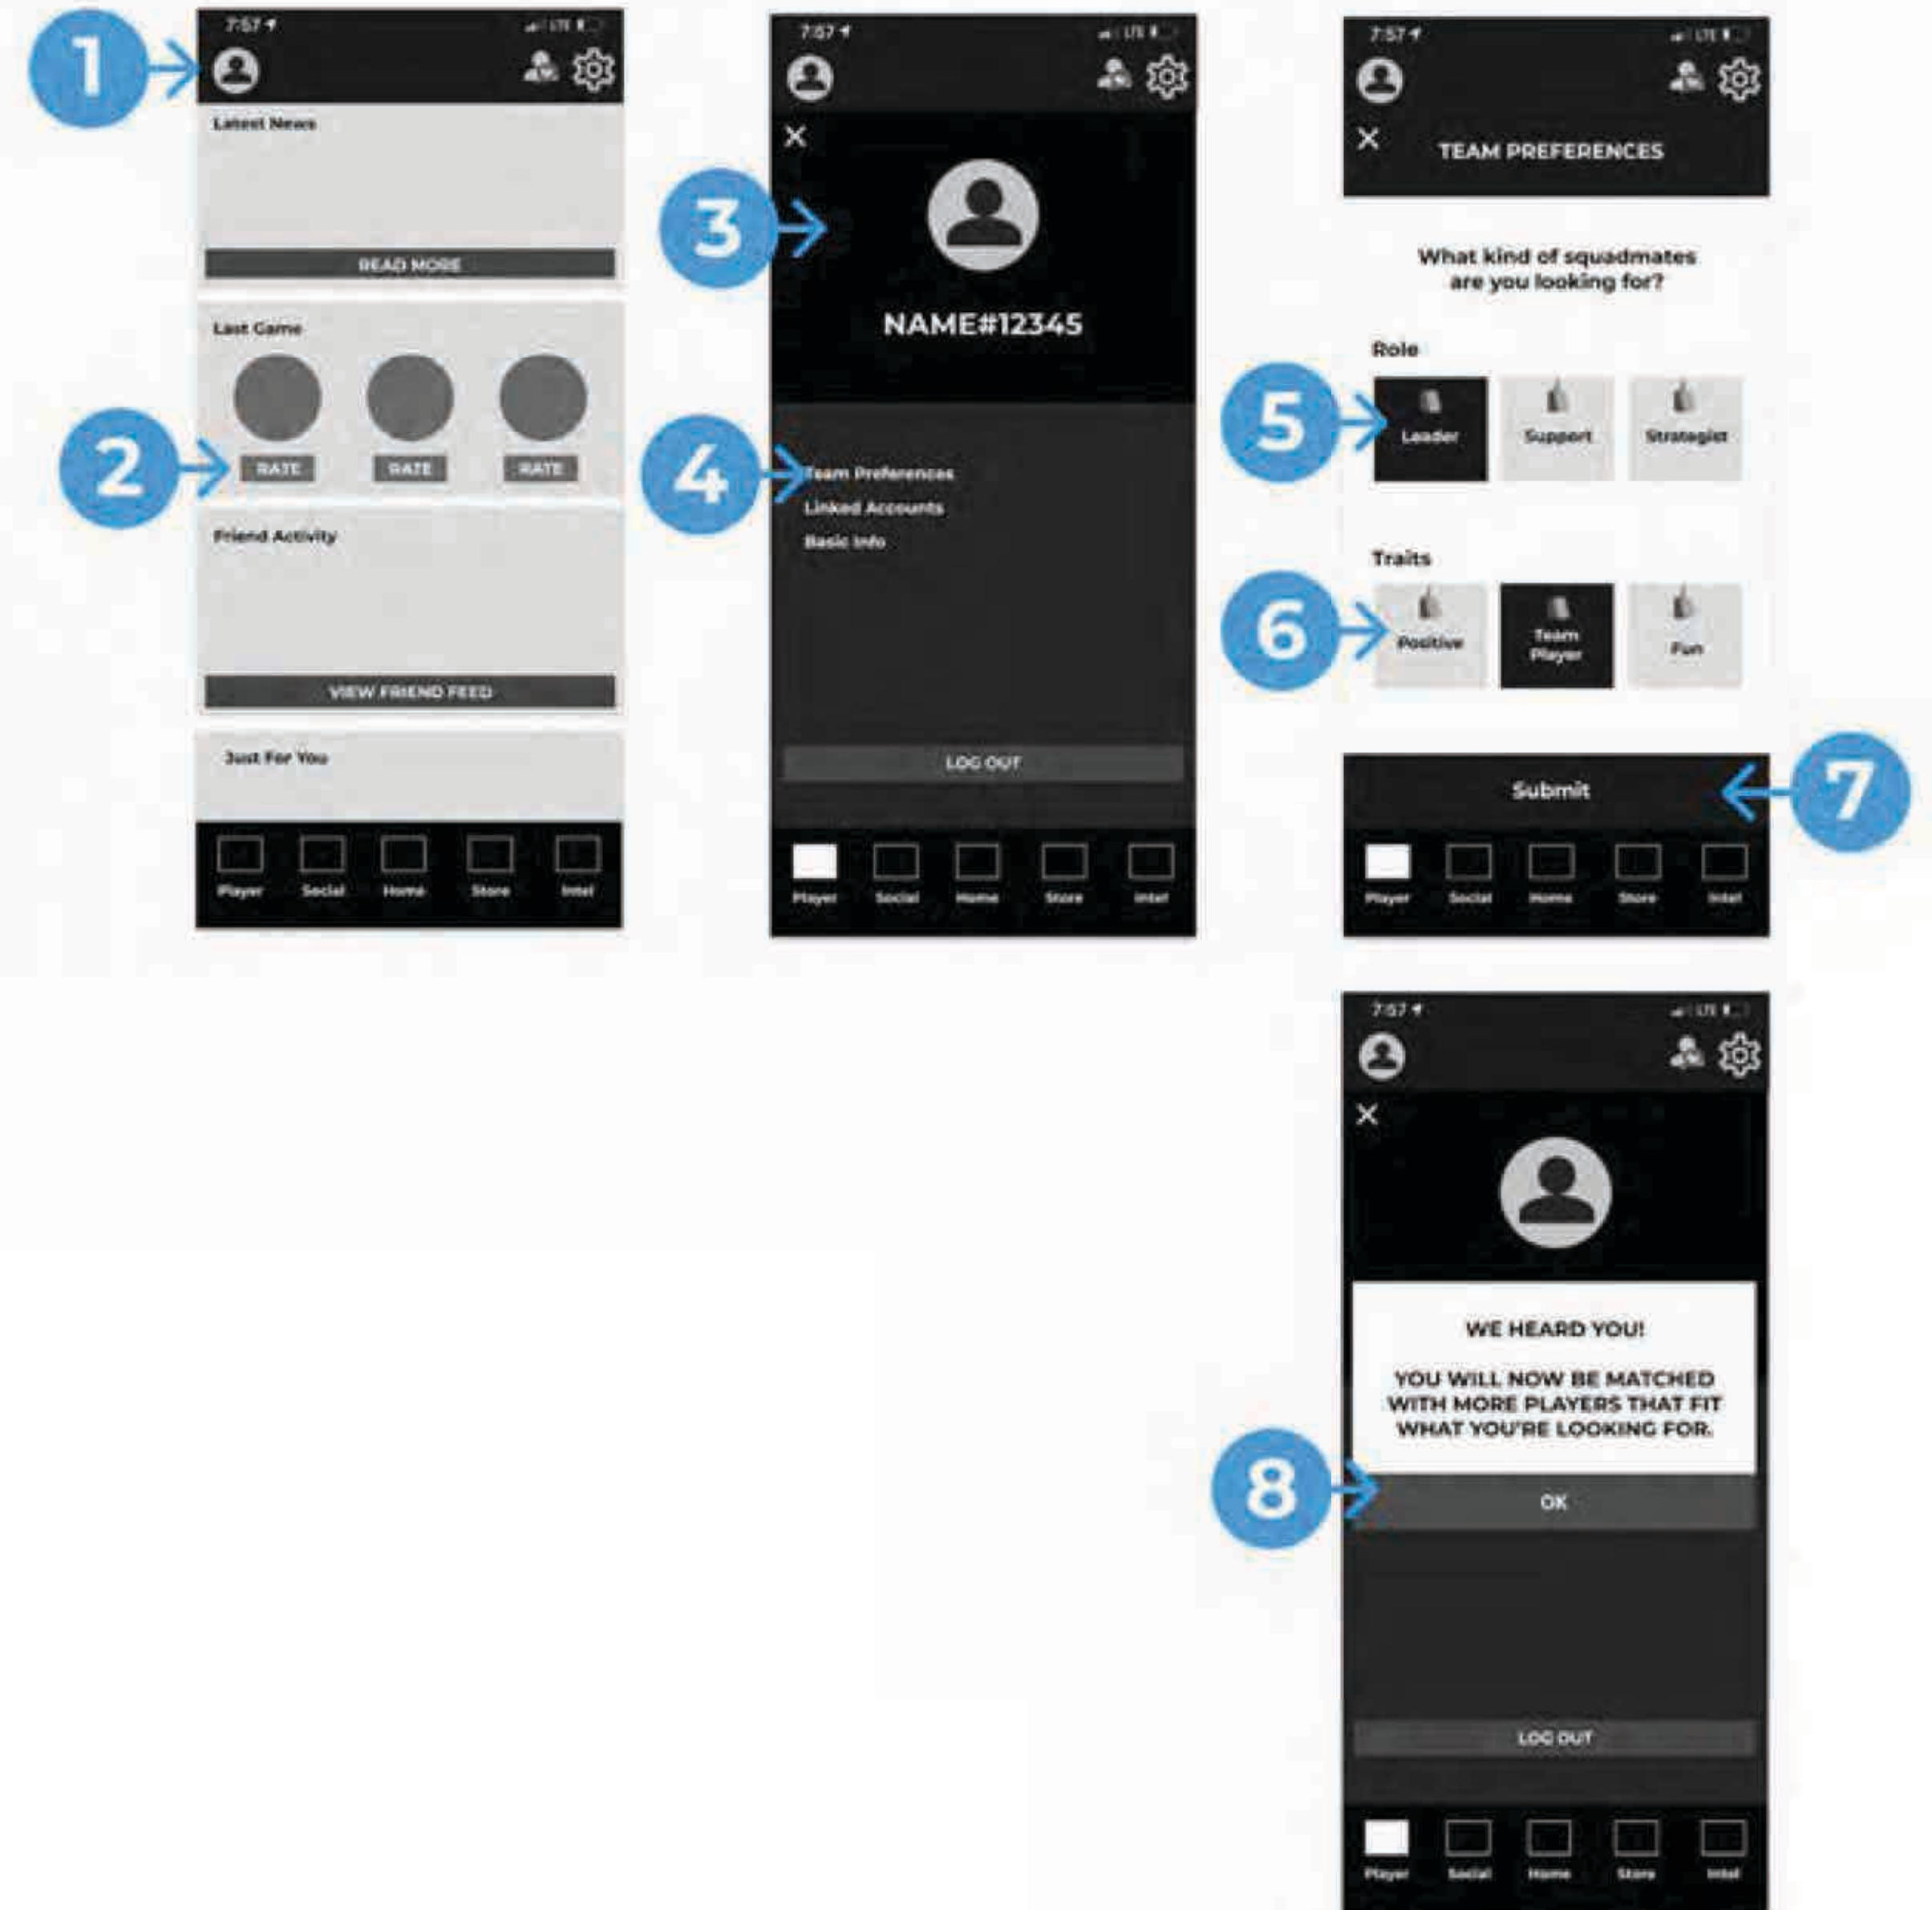 1
7:57
LTE
Latest News
READ MORE
Last Game
2
RATE
RATE
RATE
Friend Activity
VIEW FRIEND FEED
Just For You
Player
Social
Home
Store
Intel
7:57
LTE
3
NAME#12345
4
Team Preferences
Linked Accounts
Basic Info
LOG OUT
Player
Social
Home
Store
Intel
7:57
LTE
TEAM PREFERENCES
What kind of squadmates
are you looking for?
Role
5
Leader
Support
Strategist
Traits
6
Positive
Team
Player
Fun
Submit
7
Player
Social
Home
Store
Intel
7:57
LTE
WE HEARD YOU!
YOU WILL NOW BE MATCHED
WITH MORE PLAYERS THAT FIT
WHAT YOU'RE LOOKING FOR.
8
OK
LOG OUT
Player
Social
Home
Store
Intel